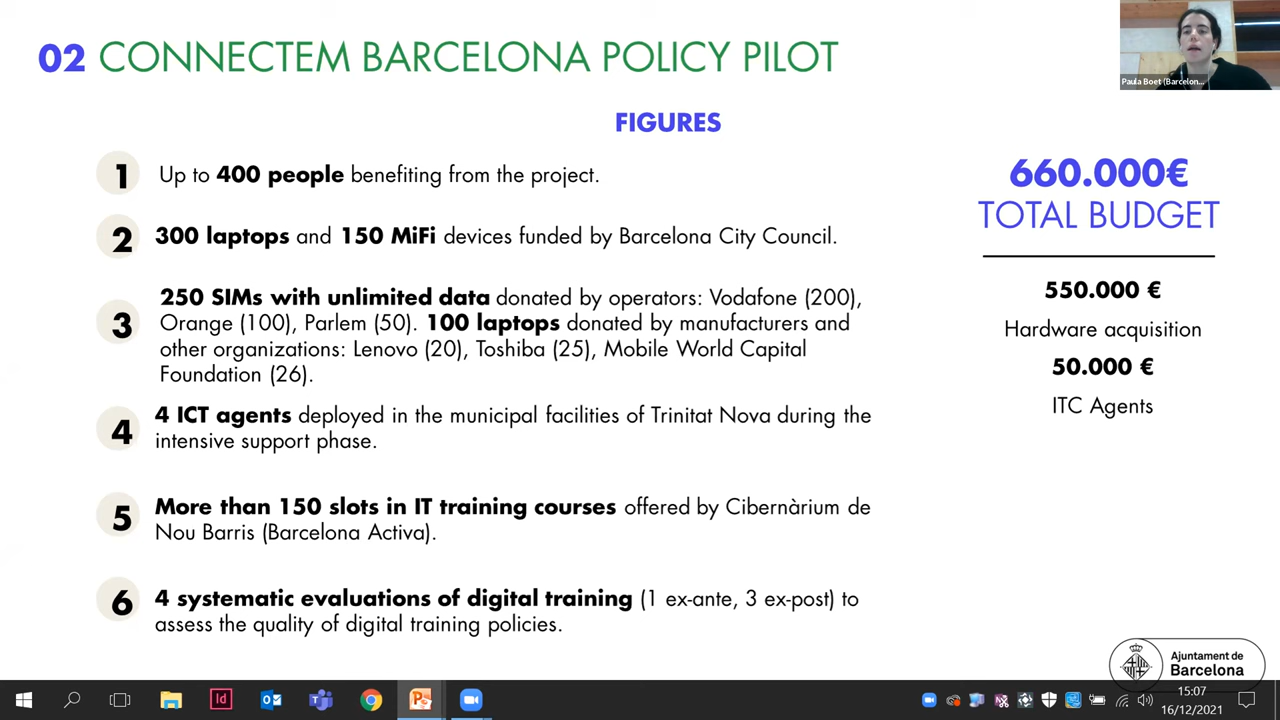 02 CONNECTEM BARCELONA POLICY PILOT
Paula Boet (Barcelon...
FIGURES
1 Up to 400 people benefiting from the project.
2 300 laptops and 150 MiFi devices funded by Barcelona City Council.
3 250 SIMs with unlimited data donated by operators: Vodafone (200),
Orange (100), Parlem (50). 100 laptops donated by manufacturers and
other organizations: Lenovo (20), Toshiba (25), Mobile World Capital
Foundation (26).
4 4 ICT agents deployed in the municipal facilities of Trinitat Nova during the
intensive support phase.
5 More than 150 slots in IT training courses offered by Cibernàrium de
Nou Barris (Barcelona Activa).
6 4 systematic evaluations of digital training (1 ex-ante, 3 ex-post) to
assess the quality of digital training policies.
660.000€
TOTAL BUDGET
550.000 €
Hardware acquisition
50.000 €
ITC Agents
Ajuntament de
Barcelona
Id
15:07
16/12/2021